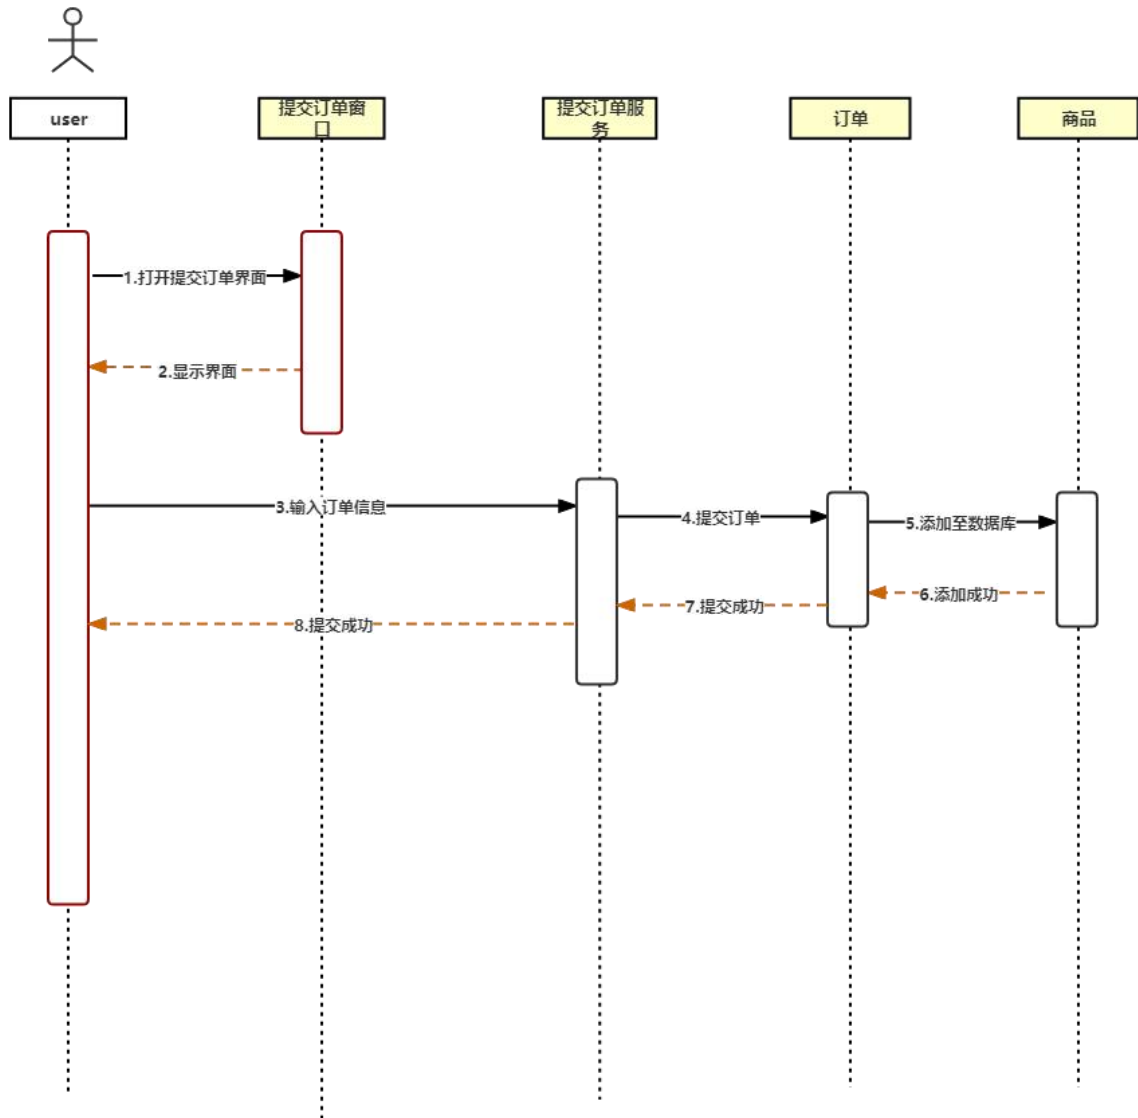 user
提交订单窗
口
提交订单服
务
订单
商品
1.打开提交订单界面
2.显示界面
3.输入订单信息
4.提交订单
5.添加至数据库
6.添加成功
7.提交成功
8.提交成功